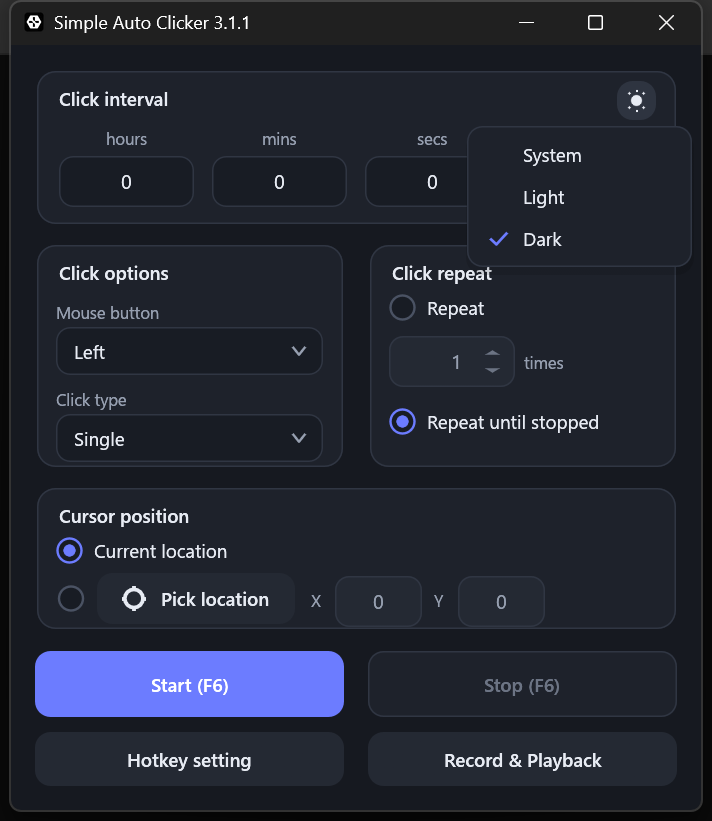 Simple Auto Clicker 3.1.1
Click interval
hours mins secs
0 0 0
System
Light
Dark
Click options
Mouse button
Left
Click type
Single
Click repeat
Repeat
1 times
Repeat until stopped
Cursor position
Current location
Pick location X 0 Y 0
Start (F6) Stop (F6)
Hotkey setting Record & Playback